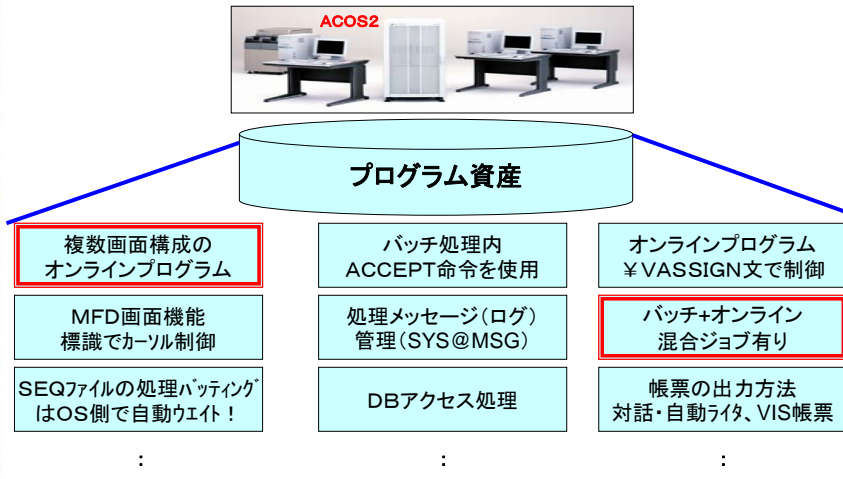 ACOS2
プログラム資産
複数画面構成の
オンラインプログラム
バッチ処理内
ACCEPT命令を使用
オンラインプログラム
¥VASSIGN文で制御
MFD画面機能
標識でカーソル制御
処理メッセージ(ログ)
管理(SYS@MSG)
バッチ+オンライン
混合ジョブ有り
SEQファイルの処理バッティング
はOS側で自動ウエイト!
DBアクセス処理
帳票の出力方法
対話・自動ライタ、VIS帳票
: : :